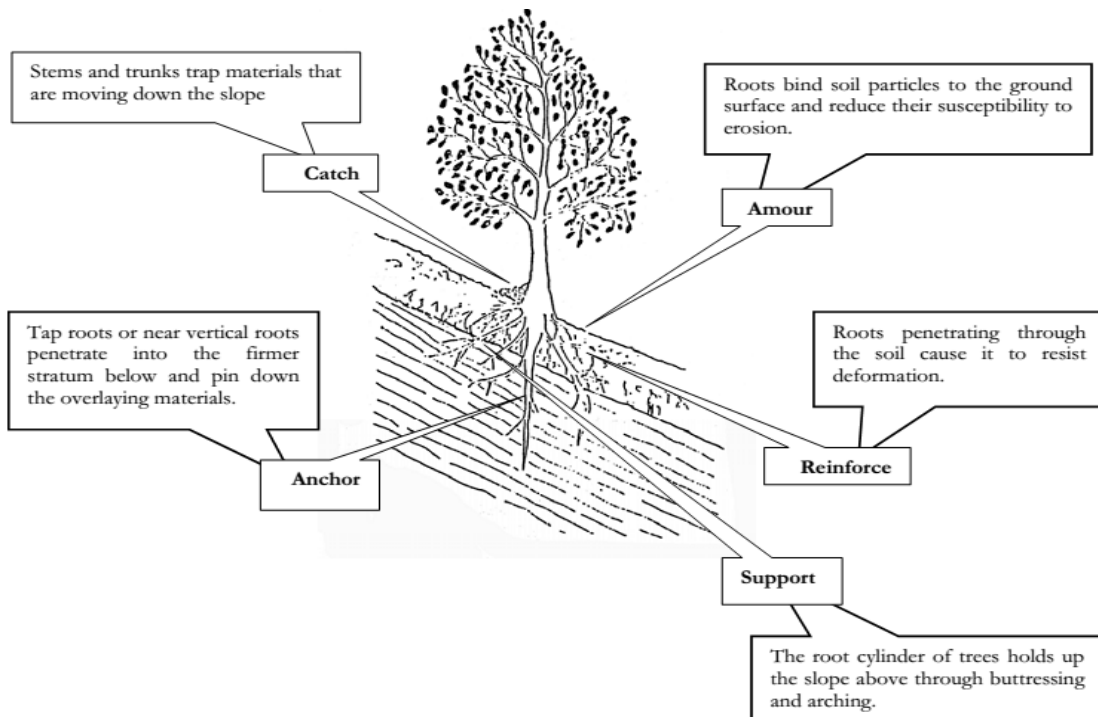 Stems and trunks trap materials that
are moving down the slope
Catch
Roots bind soil particles to the ground
surface and reduce their susceptibility to
erosion.
Amour
Tap roots or near vertical roots
penetrate into the firmer
stratum below and pin down
the overlaying materials.
Anchor
Roots penetrating through
the soil cause it to resist
deformation.
Reinforce
Support
The root cylinder of trees holds up
the slope above through buttressing
and arching.